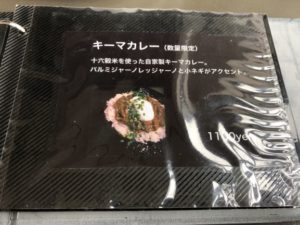 キーマカレー（数量限定）
十六穀米を使った自家製キーマカレー。
パルミジャーノレッジャーノと小ネギがアクセント。